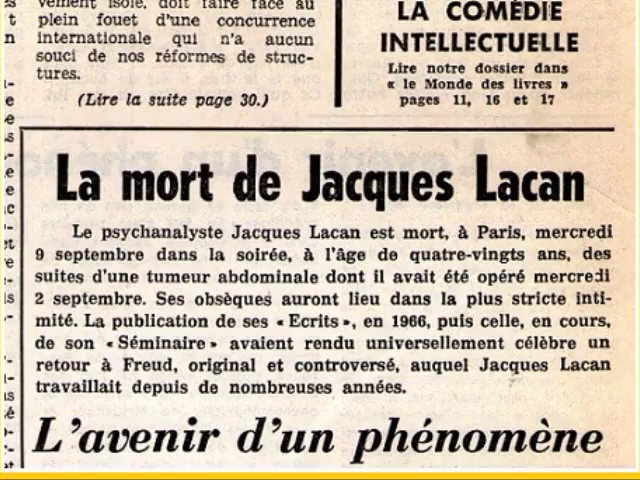 vement isolé, doit faire face au
plein fouet d'une concurrence
internationale qui n'a aucun
souci de nos réformes de struc-
tures.
(Lire la suite page 30.)
LA COMÉDIE
INTELLECTUELLE
Lire notre dossier dans
« le Monde des livres »
pages 11, 16 et 17
La mort de Jacques Lacan
Le psychanalyste Jacques Lacan est mort, à Paris, mercredi
9 septembre dans la soirée, à l'âge de quatre-vingts ans, des
suites d'une tumeur abdominale dont il avait été opéré mercredi
2 septembre. Ses obsèques auront lieu dans la plus stricte inti-
mité. La publication de ses « Ecrits », en 1966, puis celle, en cours,
de son « Séminaire » avaient rendu universellement célèbre un
retour à Freud, original et controversé, auquel Jacques Lacan
travaillait depuis de nombreuses années.
L'avenir d'un phénomène